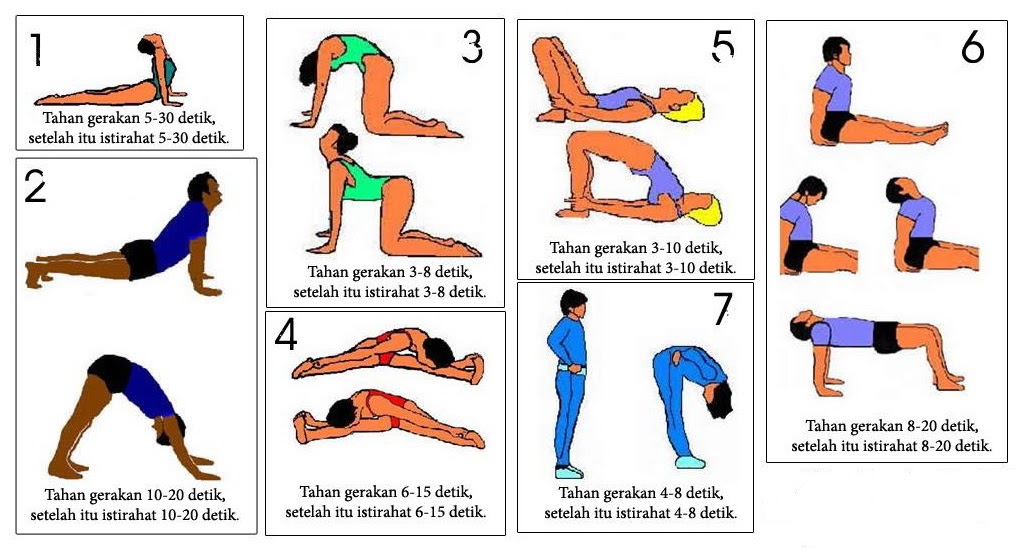 1
Tahan gerakan 5-30 detik,
setelah itu istirahat 5-30 detik.
2
Tahan gerakan 10-20 detik,
setelah itu istirahat 10-20 detik.
3
Tahan gerakan 3-8 detik,
setelah itu istirahat 3-8 detik.
4
Tahan gerakan 6-15 detik,
setelah itu istirahat 6-15 detik.
5
Tahan gerakan 3-10 detik,
setelah itu istirahat 3-10 detik.
7
Tahan gerakan 4-8 detik,
setelah itu istirahat 4-8 detik.
6
Tahan gerakan 8-20 detik,
setelah itu istirahat 8-20 detik.